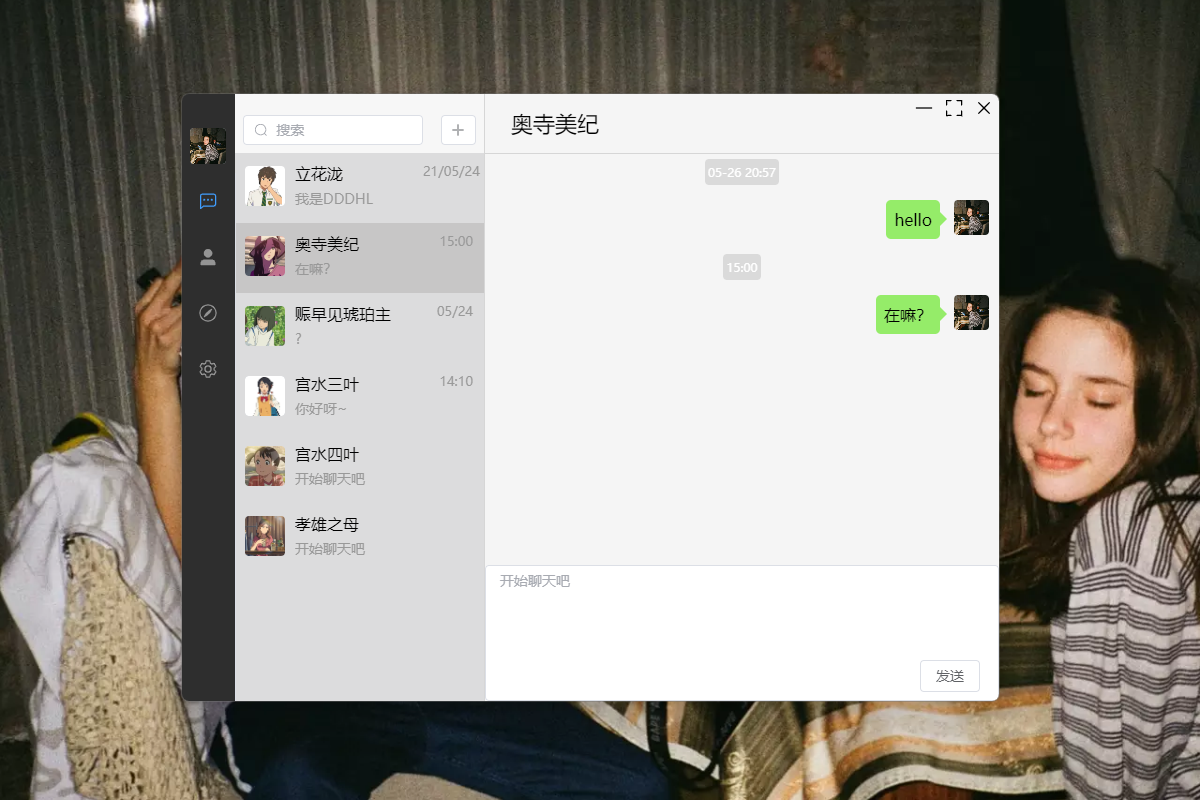 搜索
立花泷
21/05/24
我是DDDHL
奥寺美纪
15:00
在嘛?
赈早见琥珀主
05/24
?
宫水三叶
14:10
你好呀~
宫水四叶
开始聊天吧
孝雄之母
开始聊天吧
奥寺美纪
05-26 20:57
hello
15:00
在嘛?
开始聊天吧
发送